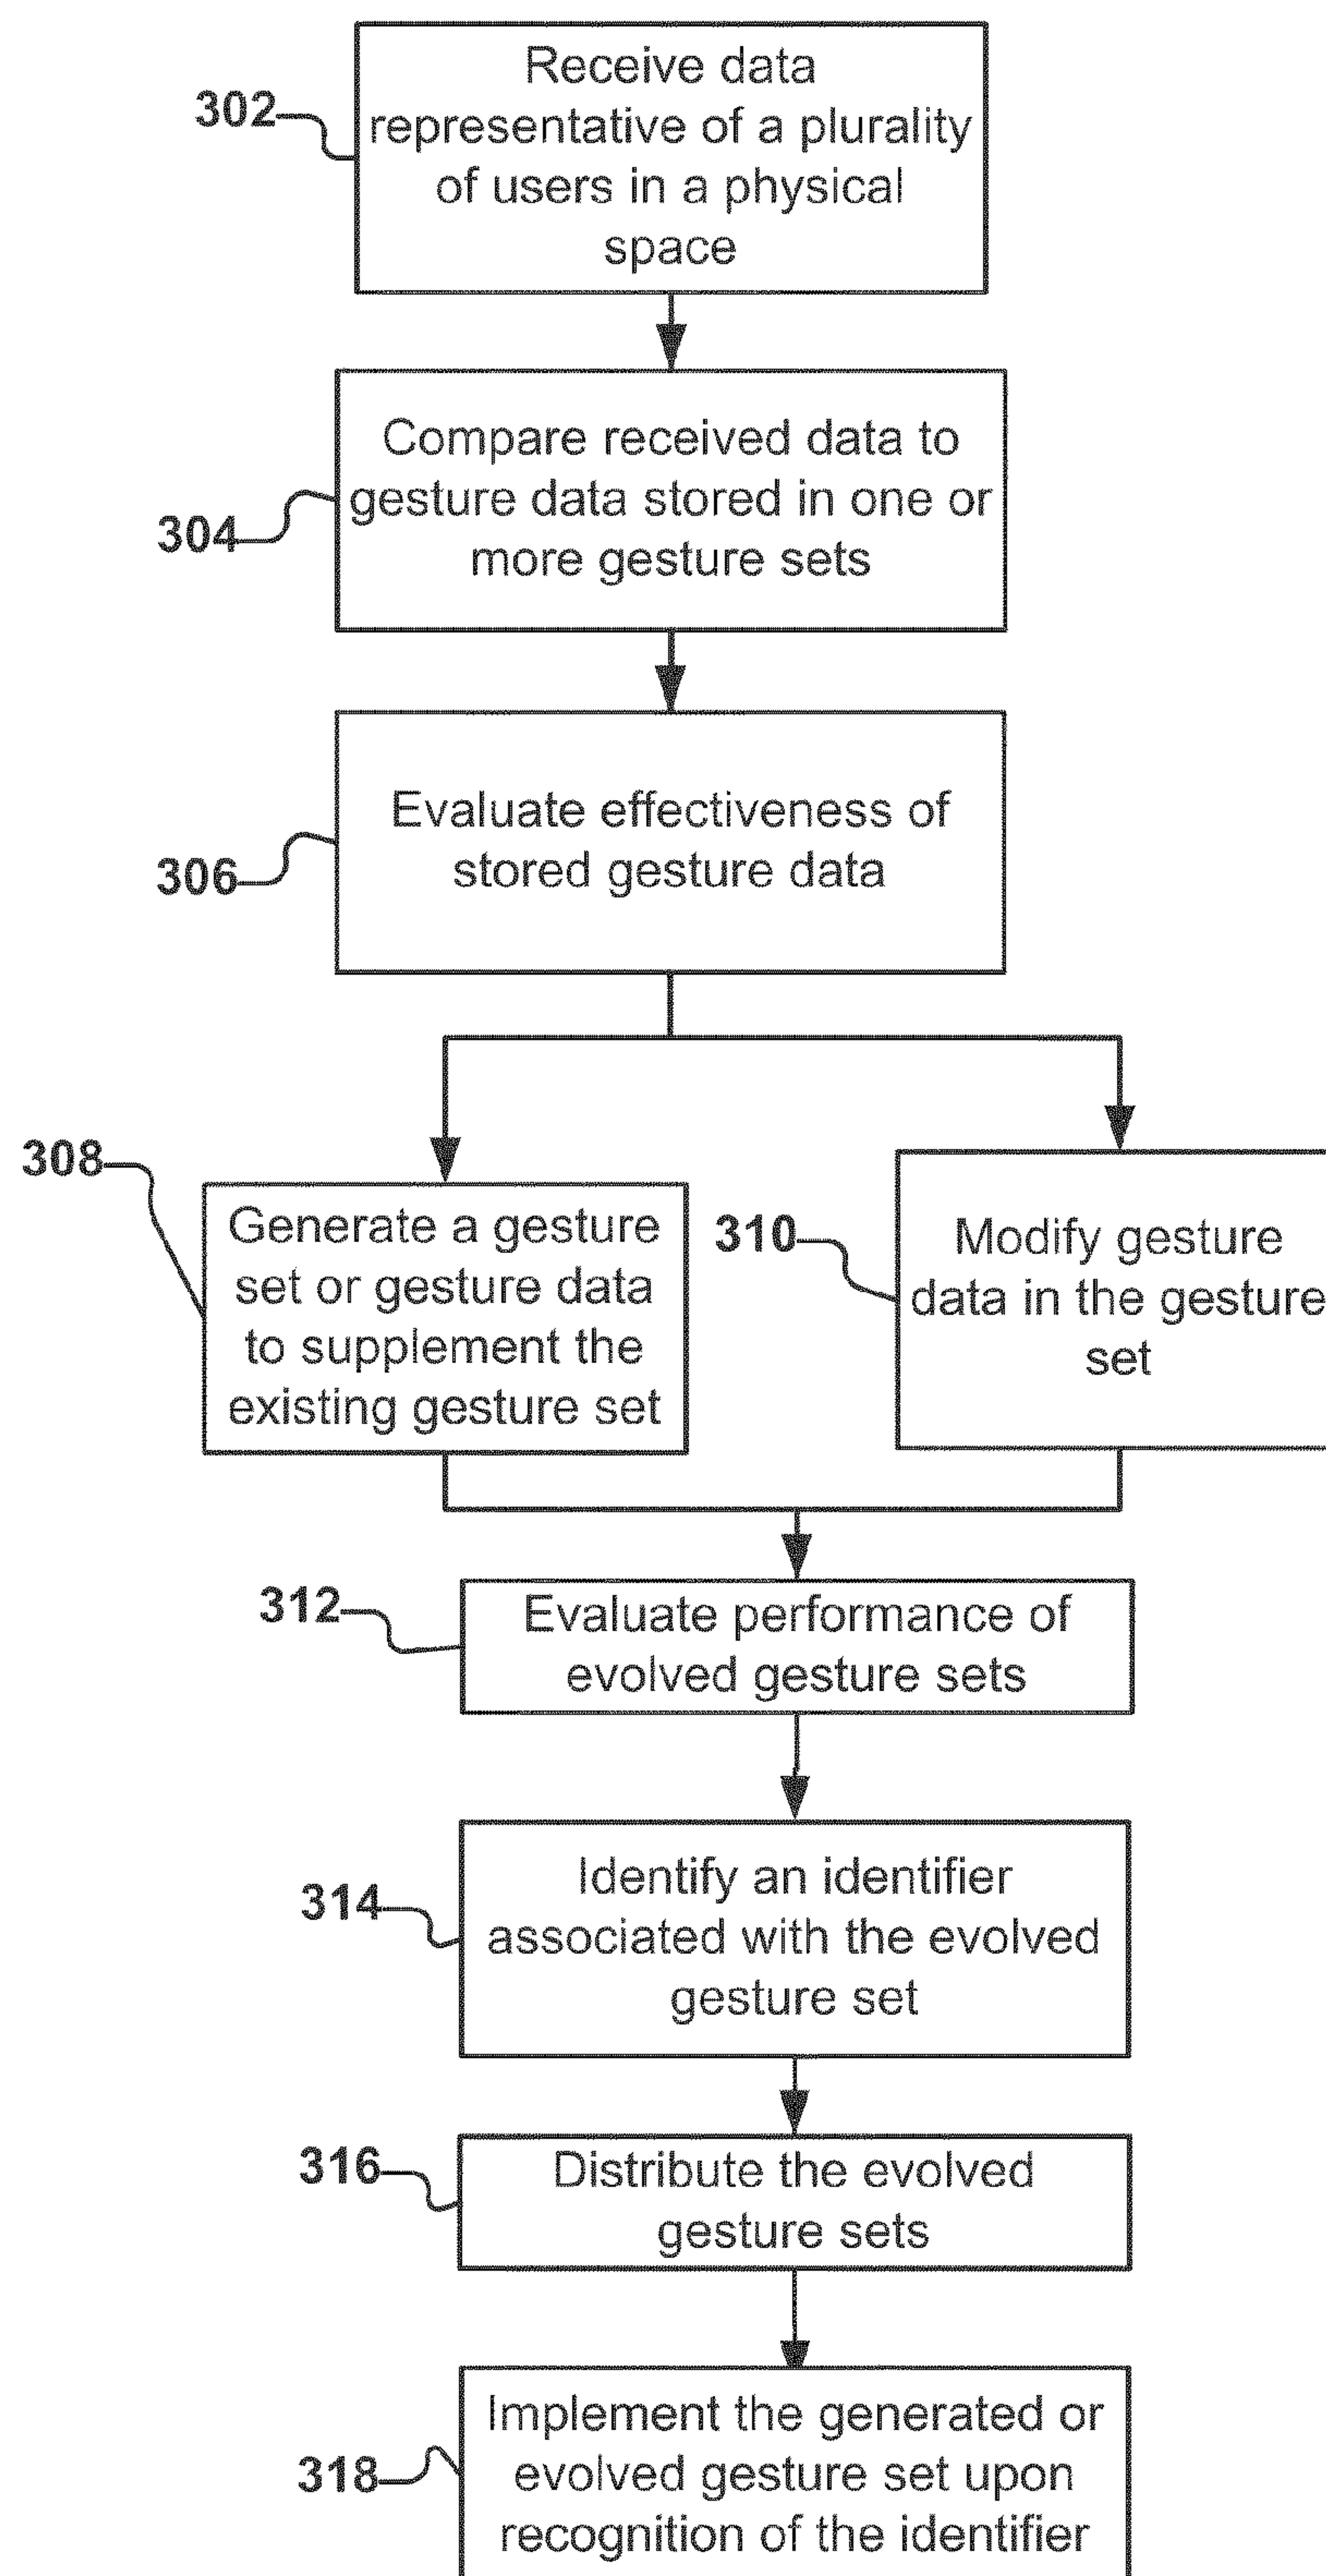 Receive data
302
representative of a plurality
of users in a physical
space
Compare received data to
gesture data stored in one or
304
more gesture sets
Evaluate effectiveness of
306
stored gesture data
308
Generate a gesture
set or gesture data
to supplement the
existing gesture set
310
Modify gesture
data in the gesture
set
312
Evaluate performance of
evolved gesture sets
314
Identify an identifier
associated with the evolved
gesture set
316
Distribute the evolved
gesture sets
318
Implement the generated or
evolved gesture set upon
recognition of the identifier